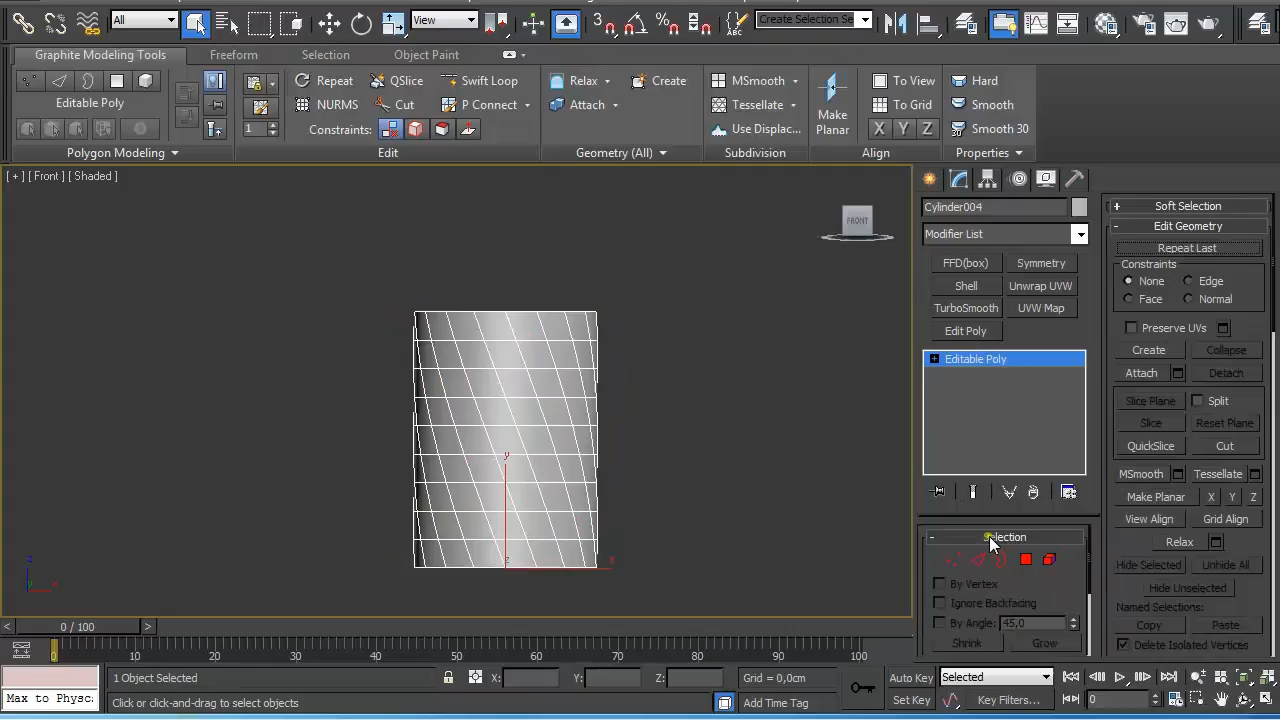 All
View
3
Create Selection Se
Graphite Modeling Tools
Freeform
Selection
Object Paint
Repeat
QSlice
Swift Loop
Relax
Create
MSmooth
To View
Hard
Editable Poly
NURMS
Cut
P Connect
Attach
Tessellate
Make
Planar
To Grid
Smooth
1
Constraints:
Use Displac...
X Y Z
Smooth 30
Polygon Modeling
Edit
Geometry (All)
Subdivision
Align
Properties
[ + ] [ Front ] [ Shaded ]
FRONT
y
z
x
z
y
x
Cylinder004
Modifier List
FFD(box)
Symmetry
Shell
Unwrap UVW
TurboSmooth
UVW Map
Edit Poly
Editable Poly
- Selection
By Vertex
Ignore Backfacing
By Angle: 45,0
Shrink
Grow
+ Soft Selection
- Edit Geometry
Repeat Last
Constraints
None
Edge
Face
Normal
Preserve UVs
Create
Collapse
Attach
Detach
Slice Plane
Split
Slice
Reset Plane
QuickSlice
Cut
MSmooth
Tessellate
Make Planar
X Y Z
View Align
Grid Align
Relax
Hide Selected
Unhide All
Hide Unselected
Named Selections:
Copy
Paste
Delete Isolated Vertices
< 0 / 100 >
0 10 20 30 40 50 60 70 80 90 100
1 Object Selected
X:
Y:
Z:
Grid = 0,0cm
Auto Key
Selected
Max to Physca
Click or click-and-drag to select objects
Add Time Tag
Set Key
Key Filters...
0